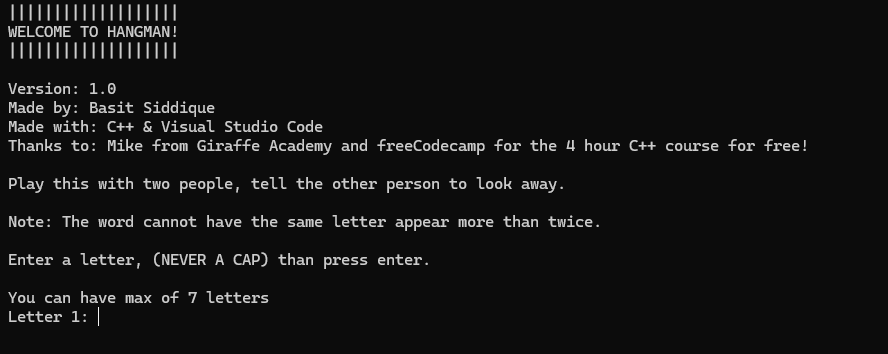 |||||||||||||||||||
WELCOME TO HANGMAN!
|||||||||||||||||||
Version: 1.0
Made by: Basit Siddique
Made with: C++ & Visual Studio Code
Thanks to: Mike from Giraffe Academy and freeCodecamp for the 4 hour C++ course for free!
Play this with two people, tell the other person to look away.
Note: The word cannot have the same letter appear more than twice.
Enter a letter, (NEVER A CAP) than press enter.
You can have max of 7 letters
Letter 1: